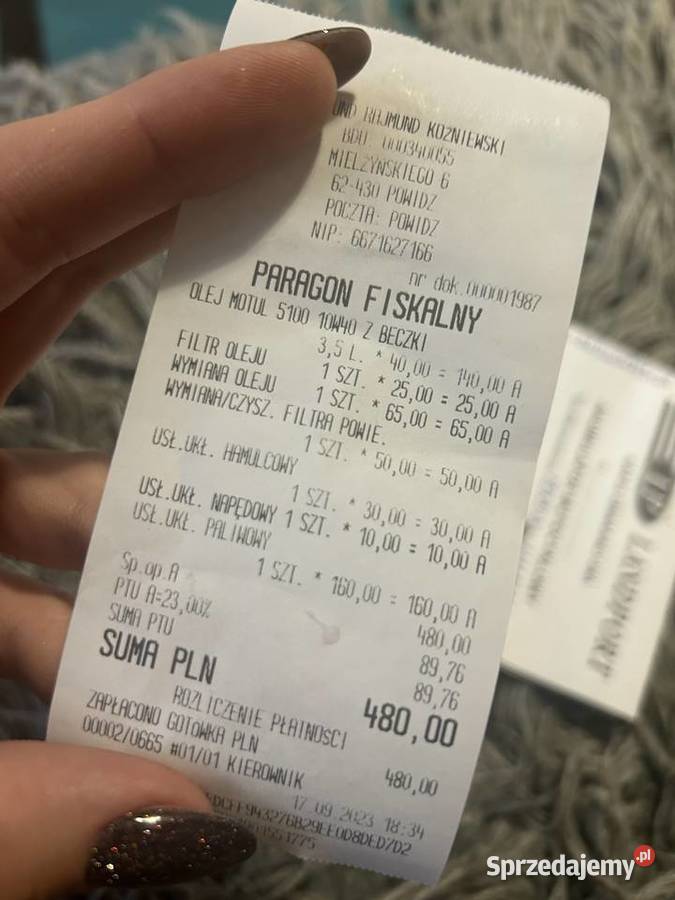 RAJMUND KOZNIEWSKI
BDO: 000340055
MIELŻYNSKIEGO 6
62-430 POWIDZ
POCZTA: POWIDZ
NIP: 6671627166
nr dok.000001987
PARAGON FISKALNY
OLEJ MOTUL 5100 10W40 Z BECZKI
3,5 L. * 40,00 = 140,00 A
FILTR OLEJU 1 SZT. * 25,00 = 25,00 A
WYMIANA OLEJU 1 SZT. * 65,00 = 65,00 A
WYMIANA/CZYSZ. FILTRA POWIE.
1 SZT. * 50,00 = 50,00 A
USŁ.UKŁ. HAMULCOWY
1 SZT. * 30,00 = 30,00 A
USŁ.UKŁ. NAPĘDOWY 1 SZT. * 10,00 = 10,00 A
USŁ.UKŁ. PALIWOWY
1 SZT. * 160,00 = 160,00 A
Sp.op.A 480,00
PTU A=23,00% 89,76
SUMA PTU 89,76
SUMA PLN 480,00
ROZLICZENIE PŁATNOŚCI
ZAPŁACONO GOTÓWKA PLN 480,00
00002/0665 #01/01 KIEROWNIK
17.09.2023 18:34
Sprzedajemy.pl